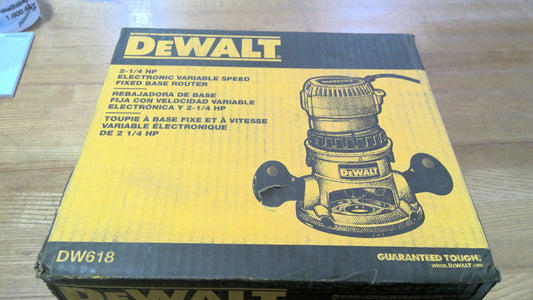 DEWALT
2-1/4 HP
ELECTRONIC VARIABLE SPEED
FIXED BASE ROUTER
REBAJADORA DE BASE
FIJA CON VELOCIDAD VARIABLE
ELECTRÓNICA Y 2-1/4 HP
TOUPIE À BASE FIXE ET À VITESSE
VARIABLE ÉLECTRONIQUE
DE 2 1/4 HP
DEWALT
DW618
GUARANTEED TOUGH.
WWW.DEWALT.com